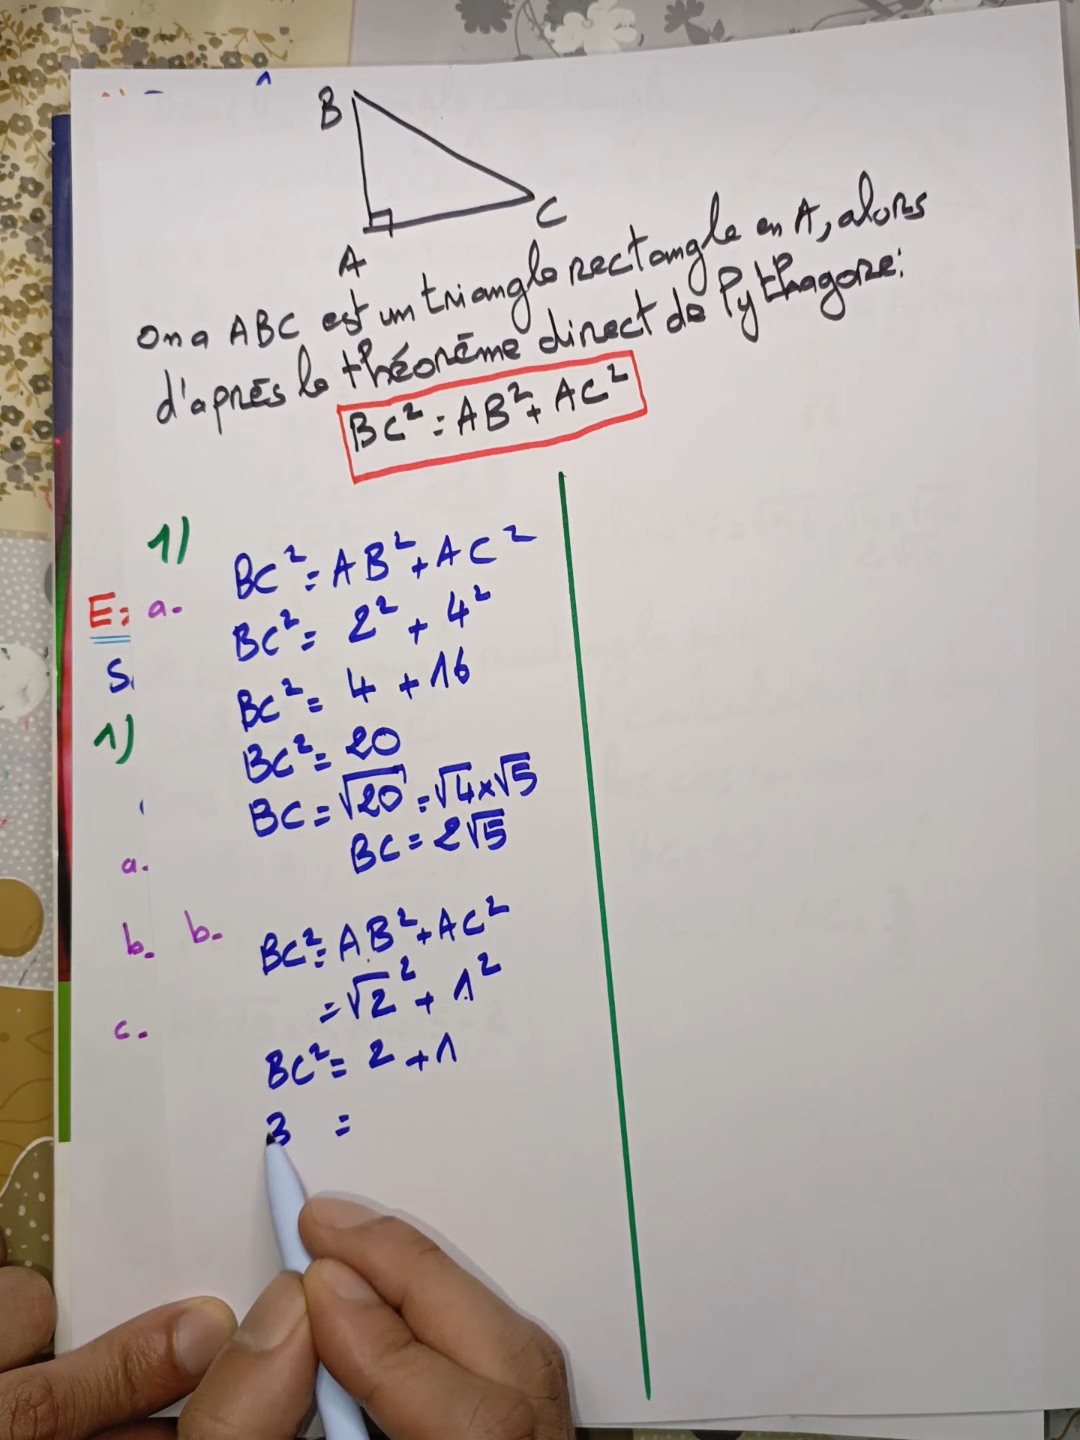 B
C
A
On a ABC est un triangle rectangle en A, alors
d'après le théorème direct de Pythagore:
BC² = AB² + AC²
1)
BC² = AB² + AC²
E: a.
BC² = 2² + 4²
S
BC² = 4 + 16
1)
BC² = 20
BC = √20 = √4 × √5
BC = 2√5
a.
b. b.
BC² = AB² + AC²
= √2² + 1²
c.
BC² = 2 + 1
B =